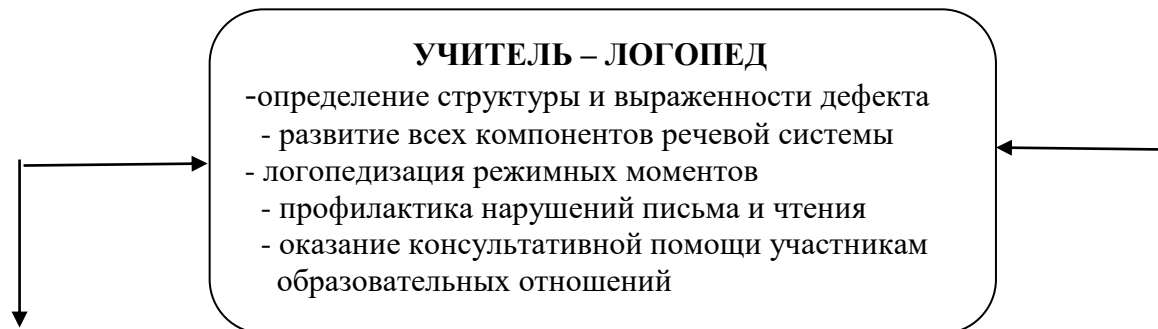 УЧИТЕЛЬ – ЛОГОПЕД
-определение структуры и выраженности дефекта
- развитие всех компонентов речевой системы
- логопедизация режимных моментов
- профилактика нарушений письма и чтения
- оказание консультативной помощи участникам
образовательных отношений